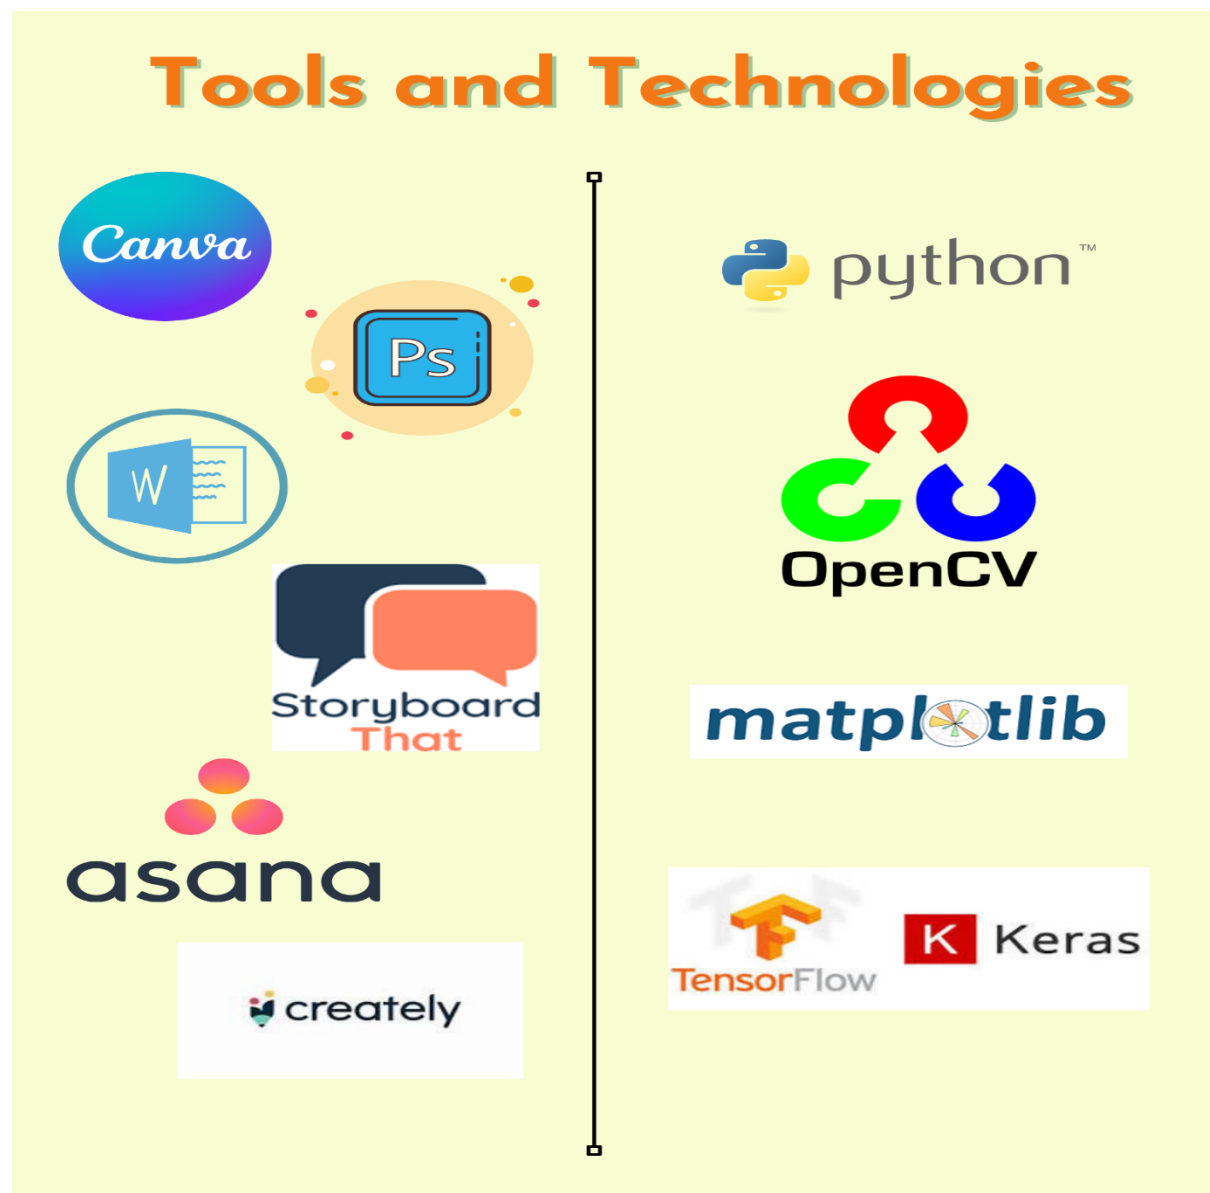 Tools and Technologies
Canva
Ps
W
Storyboard
That
asana
creately
python™
OpenCV
matplotlib
TensorFlow
K Keras